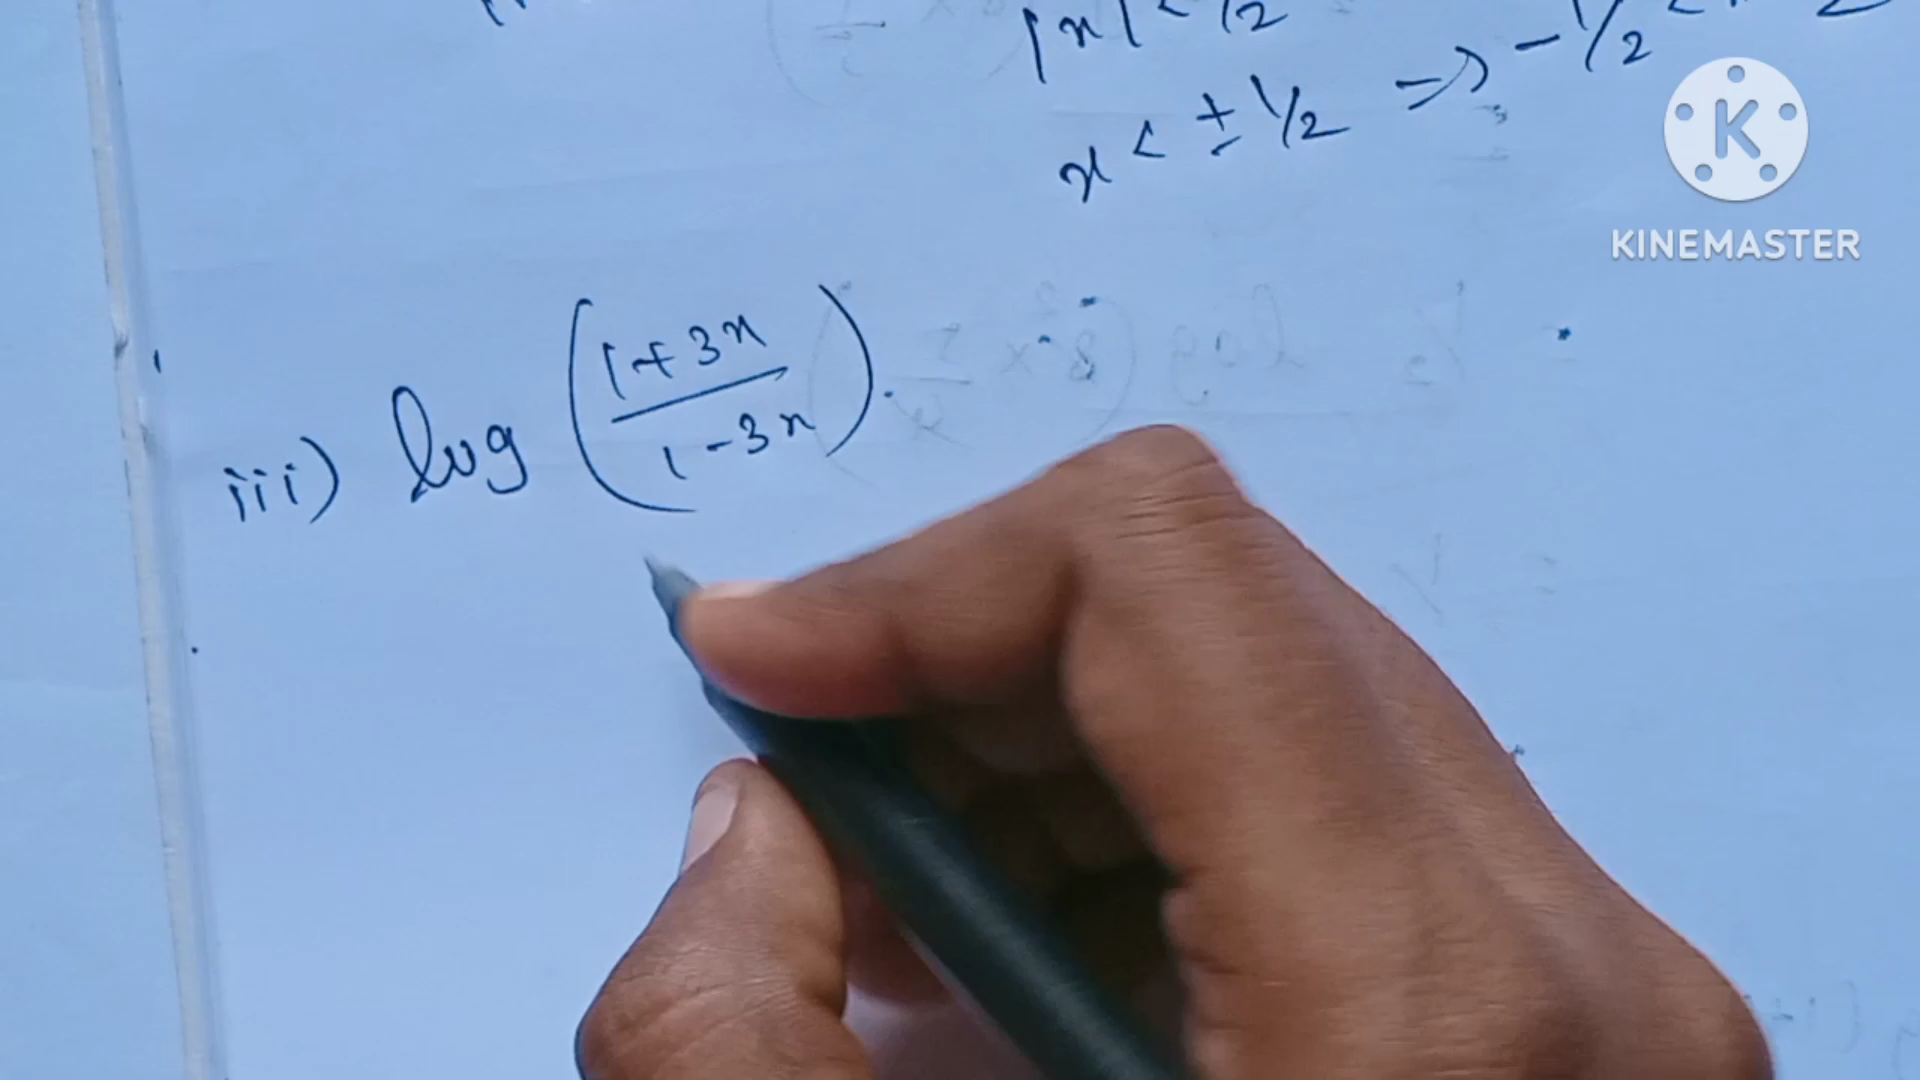 |x| < 1/2
x < ± 1/2 → -1/2 <
KINEMASTER
iii) log (1+3x / 1-3x).